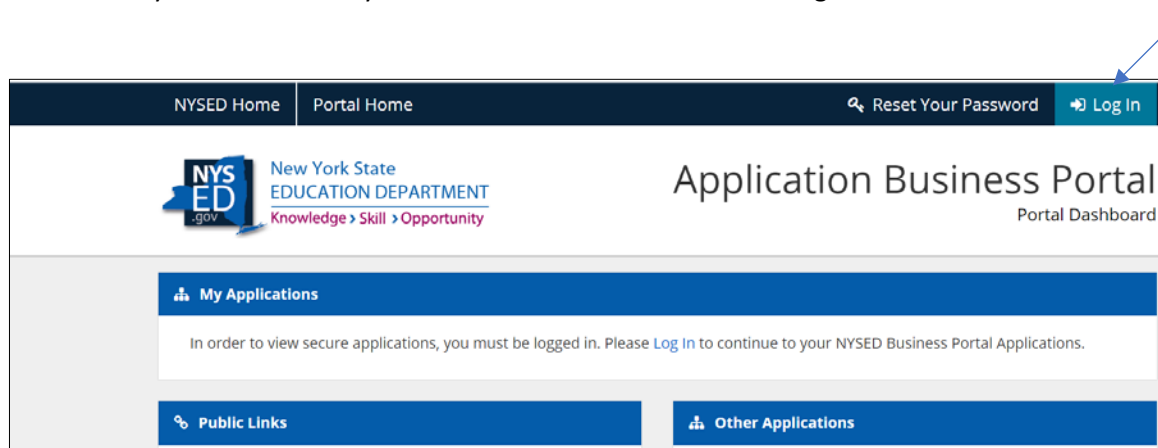 NYSED Home Portal Home Reset Your Password Log In
NYS
ED
.gov
New York State
EDUCATION DEPARTMENT
Knowledge > Skill > Opportunity
Application Business Portal
Portal Dashboard
My Applications
In order to view secure applications, you must be logged in. Please Log In to continue to your NYSED Business Portal Applications.
Public Links
Other Applications